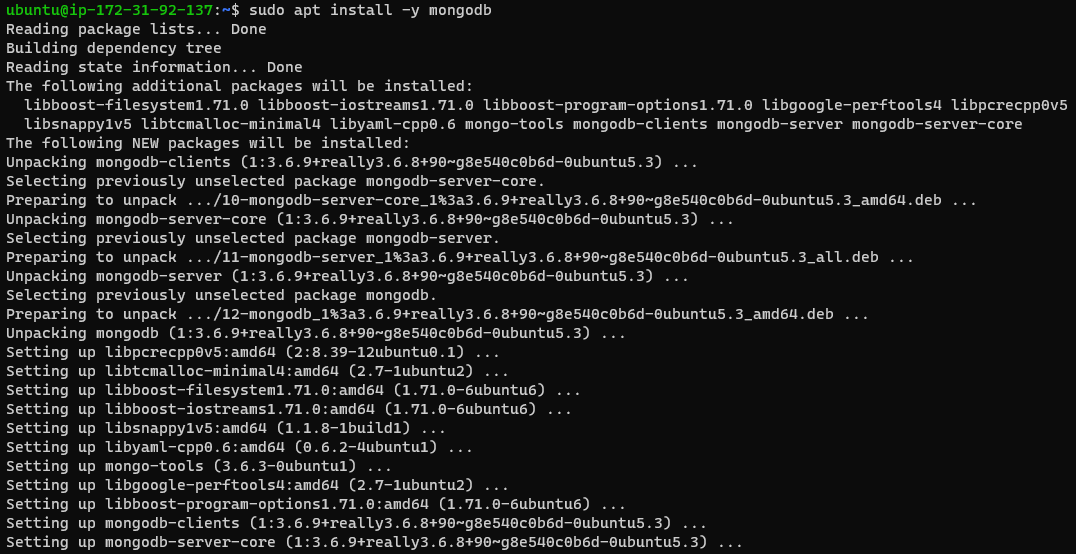 ubuntu@ip-172-31-92-137:~$ sudo apt install -y mongodb
Reading package lists... Done
Building dependency tree
Reading state information... Done
The following additional packages will be installed:
  libboost-filesystem1.71.0 libboost-iostreams1.71.0 libboost-program-options1.71.0 libgoogle-perftools4 libpcrecpp0v5
  libsnappy1v5 libtcmalloc-minimal4 libyaml-cpp0.6 mongo-tools mongodb-clients mongodb-server mongodb-server-core
The following NEW packages will be installed:
Unpacking mongodb-clients (1:3.6.9+really3.6.8+90~g8e540c0b6d-0ubuntu5.3) ...
Selecting previously unselected package mongodb-server-core.
Preparing to unpack .../10-mongodb-server-core_1%3a3.6.9+really3.6.8+90~g8e540c0b6d-0ubuntu5.3_amd64.deb ...
Unpacking mongodb-server-core (1:3.6.9+really3.6.8+90~g8e540c0b6d-0ubuntu5.3) ...
Selecting previously unselected package mongodb-server.
Preparing to unpack .../11-mongodb-server_1%3a3.6.9+really3.6.8+90~g8e540c0b6d-0ubuntu5.3_all.deb ...
Unpacking mongodb-server (1:3.6.9+really3.6.8+90~g8e540c0b6d-0ubuntu5.3) ...
Selecting previously unselected package mongodb.
Preparing to unpack .../12-mongodb_1%3a3.6.9+really3.6.8+90~g8e540c0b6d-0ubuntu5.3_amd64.deb ...
Unpacking mongodb (1:3.6.9+really3.6.8+90~g8e540c0b6d-0ubuntu5.3) ...
Setting up libpcrecpp0v5:amd64 (2:8.39-12ubuntu0.1) ...
Setting up libtcmalloc-minimal4:amd64 (2.7-1ubuntu2) ...
Setting up libboost-filesystem1.71.0:amd64 (1.71.0-6ubuntu6) ...
Setting up libboost-iostreams1.71.0:amd64 (1.71.0-6ubuntu6) ...
Setting up libsnappy1v5:amd64 (1.1.8-1build1) ...
Setting up libyaml-cpp0.6:amd64 (0.6.2-4ubuntu1) ...
Setting up mongo-tools (3.6.3-0ubuntu1) ...
Setting up libgoogle-perftools4:amd64 (2.7-1ubuntu2) ...
Setting up libboost-program-options1.71.0:amd64 (1.71.0-6ubuntu6) ...
Setting up mongodb-clients (1:3.6.9+really3.6.8+90~g8e540c0b6d-0ubuntu5.3) ...
Setting up mongodb-server-core (1:3.6.9+really3.6.8+90~g8e540c0b6d-0ubuntu5.3) ...